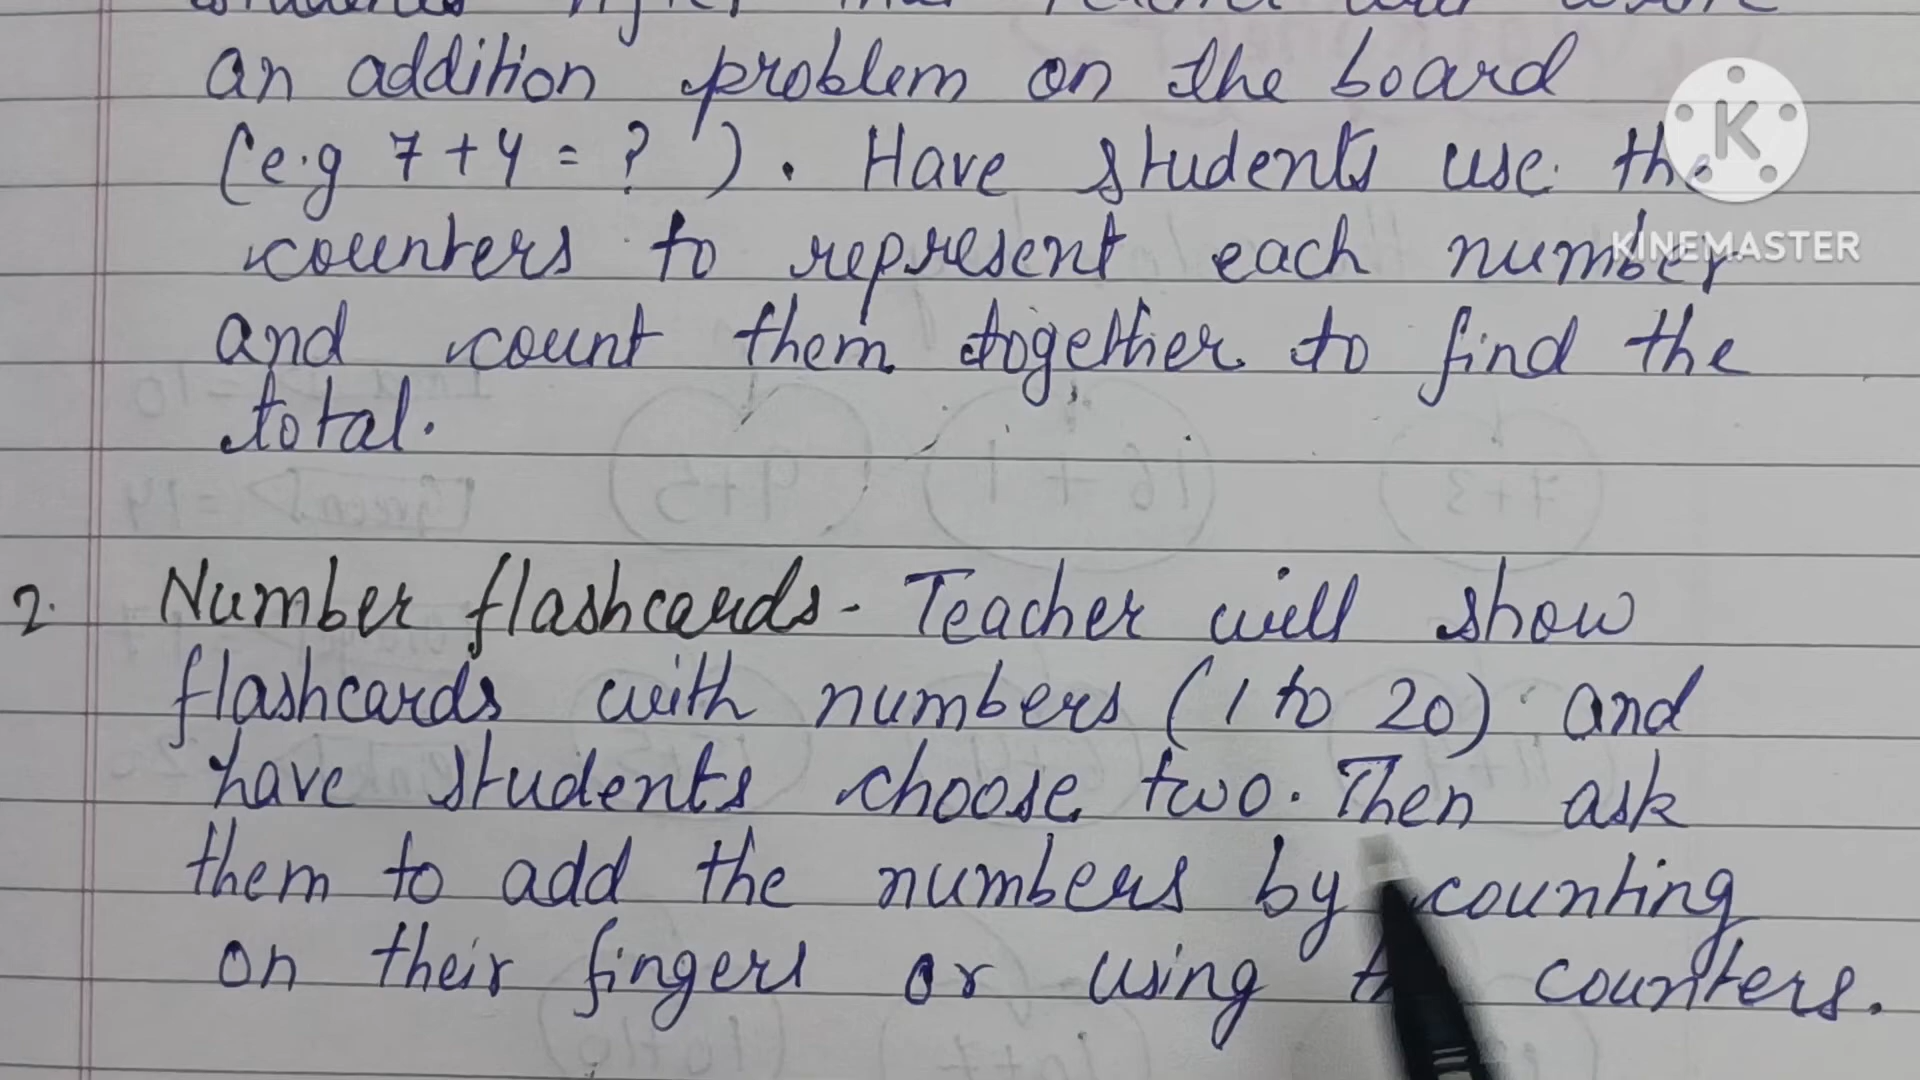 an addition problem on the board
(e.g 7+4 = ?). Have students use the
counters to represent each number
and count them together to find the
total.
2. Number flashcards - Teacher will show
flashcards with numbers (1 to 20) and
have students choose two. Then ask
them to add the numbers by counting
on their fingers or using counters.
K
KINEMASTER